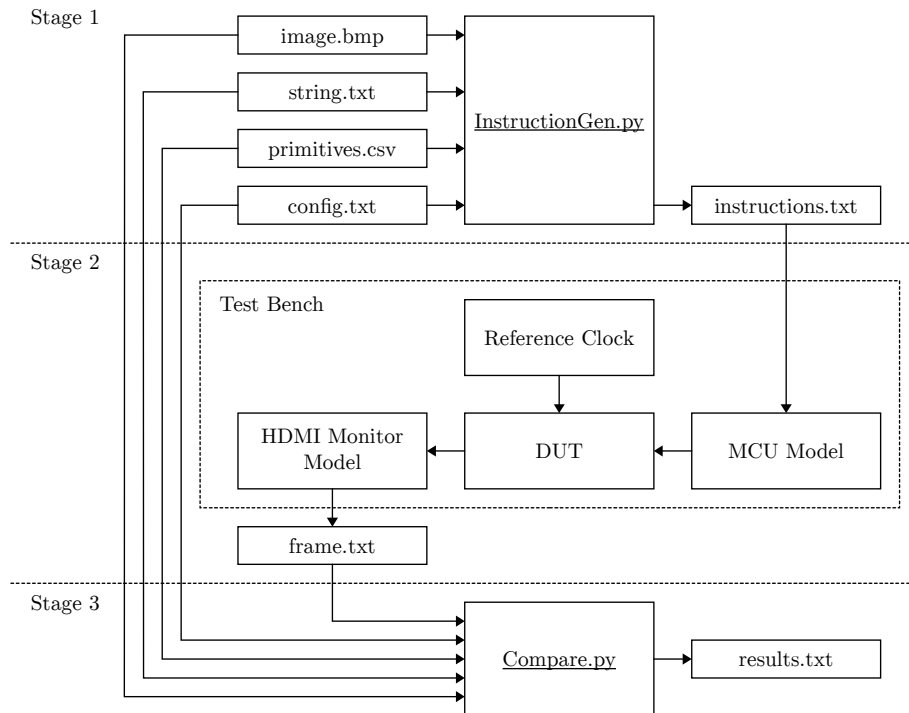 Stage 1
image.bmp
string.txt
InstructionGen.py
primitives.csv
config.txt
instructions.txt
Stage 2
Test Bench
Reference Clock
HDMI Monitor
Model
DUT
MCU Model
frame.txt
Stage 3
Compare.py
results.txt